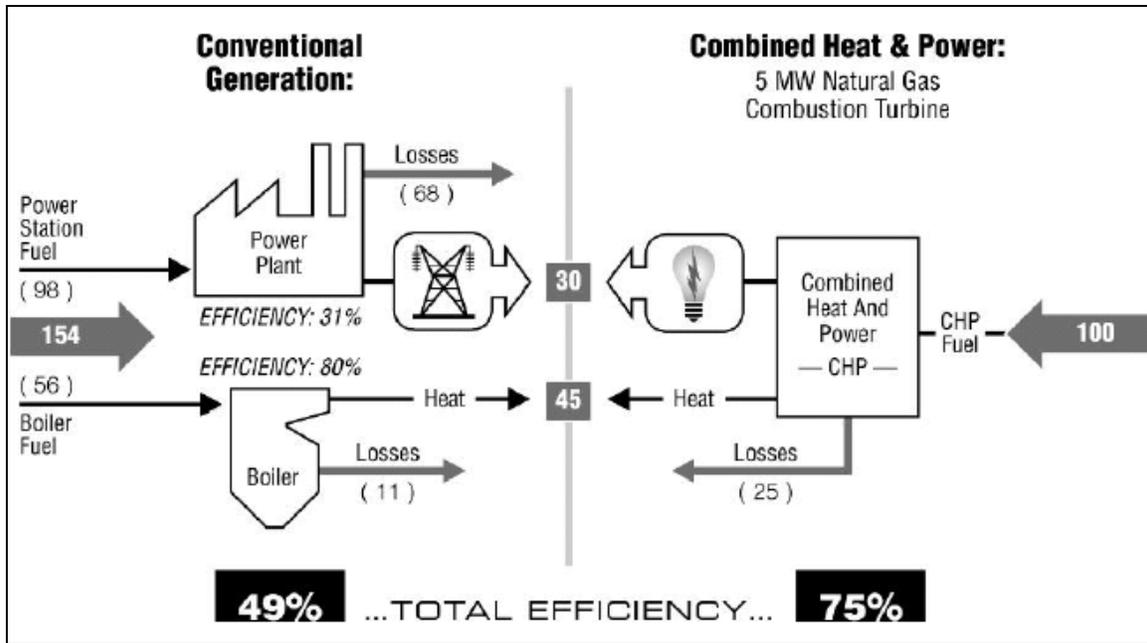 Conventional
Generation:
Combined Heat & Power:
5 MW Natural Gas
Combustion Turbine
Losses
( 68 )
Power
Station
Fuel
( 98 )
Power
Plant
EFFICIENCY: 31%
154
30
Combined
Heat And
Power
— CHP —
CHP
Fuel
100
EFFICIENCY: 80%
( 56 )
Boiler
Fuel
Heat
45
Heat
Boiler
Losses
( 11 )
Losses
( 25 )
49% ...TOTAL EFFICIENCY... 75%